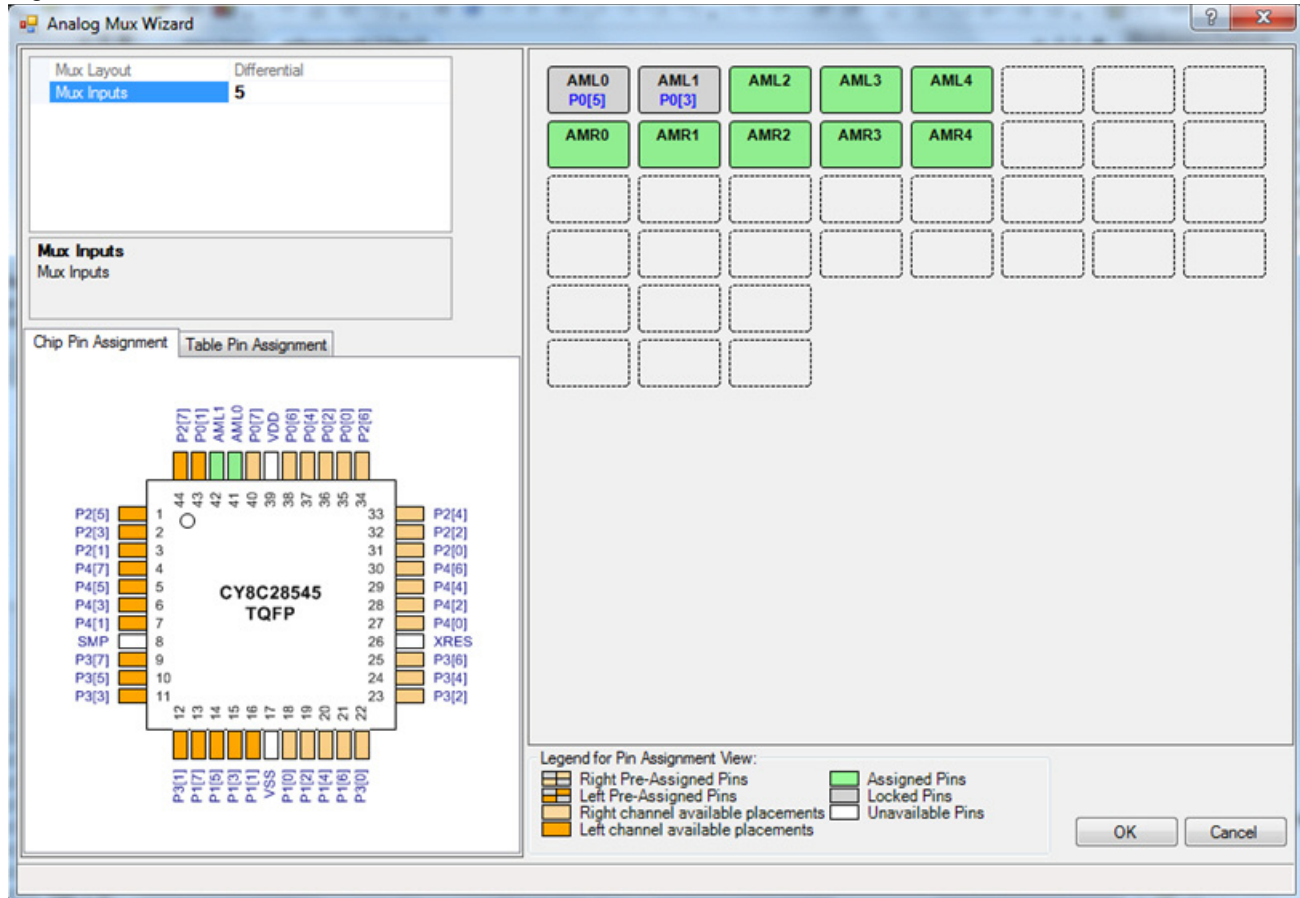 Analog Mux Wizard
Mux Layout Differential
Mux Inputs 5
Mux Inputs
Mux Inputs
Chip Pin Assignment Table Pin Assignment
P2[7] P0[1] AML1 AML0 P0[7] VDD P0[6] P0[4] P0[2] P0[0] P2[6]
44 43 42 41 40 39 38 37 36 35 34
P2[5] 1 33 P2[4]
P2[3] 2 32 P2[2]
P2[1] 3 31 P2[0]
P4[7] 4 30 P4[6]
P4[5] 5 CY8C28545 29 P4[4]
P4[3] 6 TQFP 28 P4[2]
P4[1] 7 27 P4[0]
SMP 8 26 XRES
P3[7] 9 25 P3[6]
P3[5] 10 24 P3[4]
P3[3] 11 23 P3[2]
12 13 14 15 16 17 18 19 20 21 22
P3[1] P1[7] P1[5] P1[3] P1[1] VSS P1[0] P1[2] P1[4] P1[6] P3[0]
AML0 AML1 AML2 AML3 AML4
P0[5] P0[3]
AMR0 AMR1 AMR2 AMR3 AMR4
Legend for Pin Assignment View:
Right Pre-Assigned Pins Assigned Pins
Left Pre-Assigned Pins Locked Pins
Right channel available placements Unavailable Pins
Left channel available placements
OK Cancel